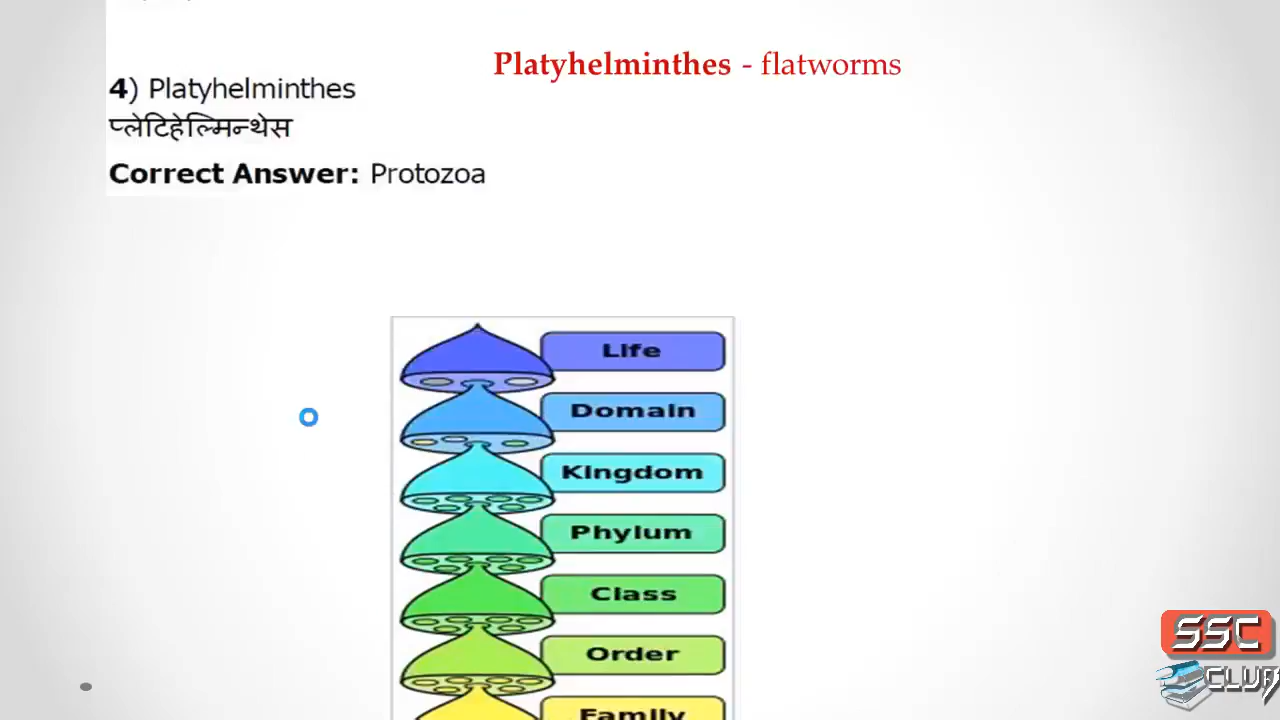 Platyhelminthes - flatworms
4) Platyhelminthes
प्लेटिहेल्मिन्थेस
Correct Answer: Protozoa
Life
Domain
Kingdom
Phylum
Class
Order
Family
SSC
CLUB